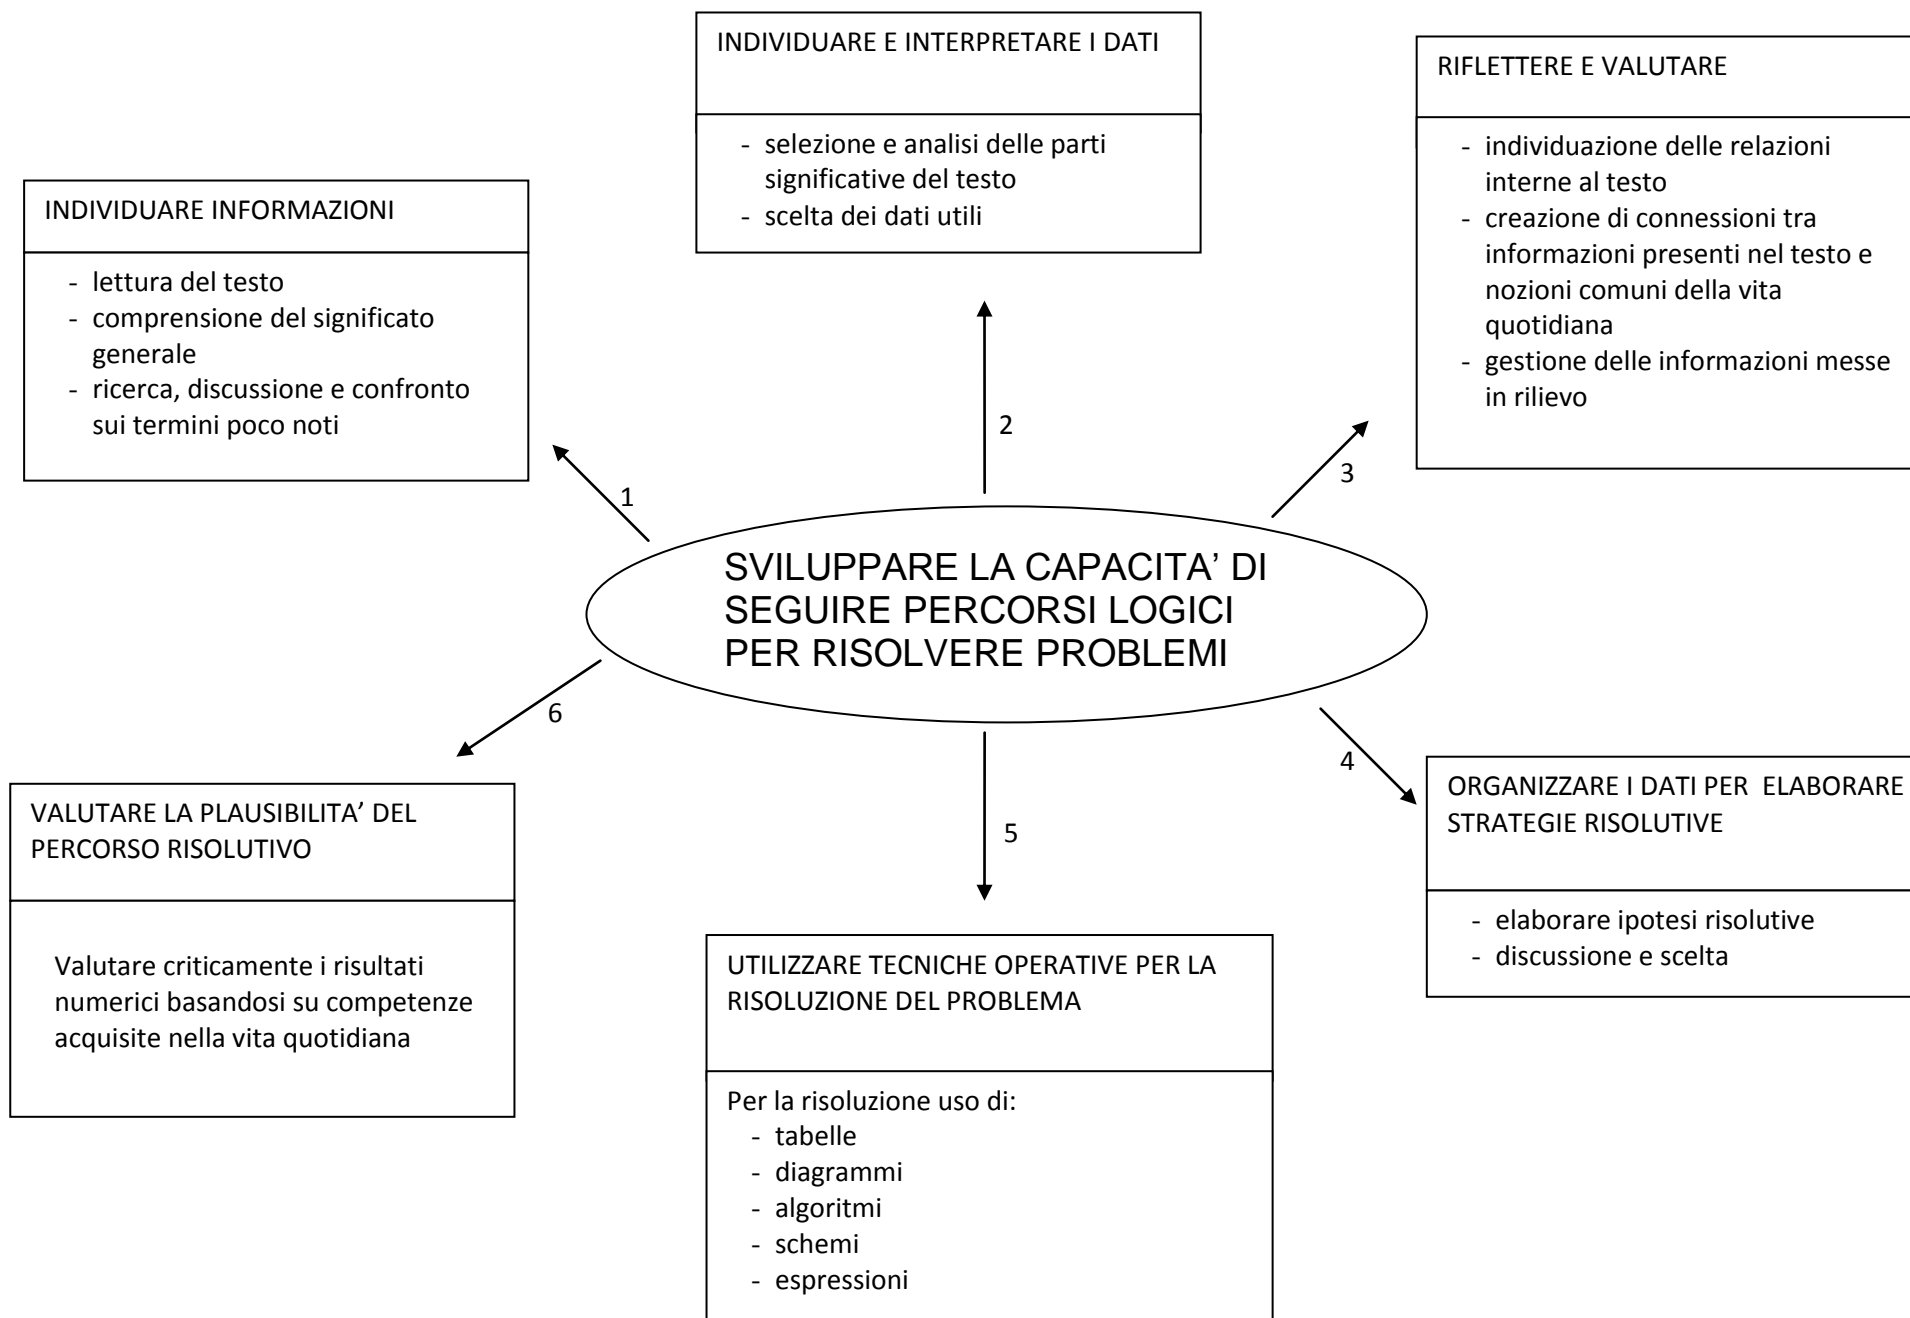 INDIVIDUARE E INTERPRETARE I DATI
- selezione e analisi delle parti
significative del testo
- scelta dei dati utili
RIFLETTERE E VALUTARE
- individuazione delle relazioni
interne al testo
- creazione di connessioni tra
informazioni presenti nel testo e
nozioni comuni della vita
quotidiana
- gestione delle informazioni messe
in rilievo
INDIVIDUARE INFORMAZIONI
- lettura del testo
- comprensione del significato
generale
- ricerca, discussione e confronto
sui termini poco noti
2
3
1
SVILUPPARE LA CAPACITA’ DI
SEGUIRE PERCORSI LOGICI
PER RISOLVERE PROBLEMI
6
4
5
ORGANIZZARE I DATI PER ELABORARE
STRATEGIE RISOLUTIVE
- elaborare ipotesi risolutive
- discussione e scelta
VALUTARE LA PLAUSIBILITA’ DEL
PERCORSO RISOLUTIVO
Valutare criticamente i risultati
numerici basandosi su competenze
acquisite nella vita quotidiana
UTILIZZARE TECNICHE OPERATIVE PER LA
RISOLUZIONE DEL PROBLEMA
Per la risoluzione uso di:
- tabelle
- diagrammi
- algoritmi
- schemi
- espressioni